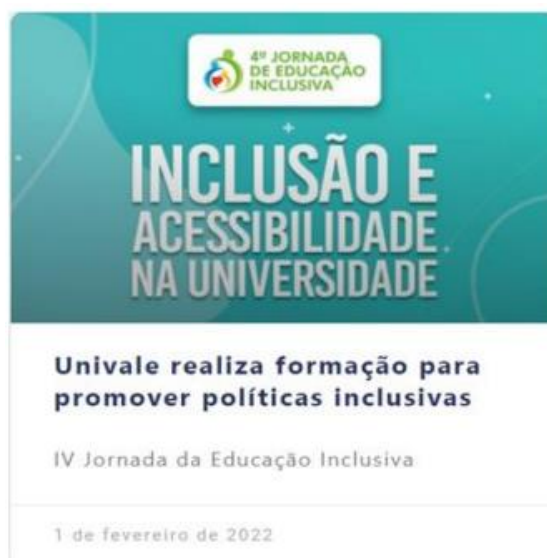 4ª JORNADA
DE EDUCAÇÃO
INCLUSIVA
INCLUSÃO E
ACESSIBILIDADE
NA UNIVERSIDADE
Univale realiza formação para
promover políticas inclusivas
IV Jornada da Educação Inclusiva
1 de fevereiro de 2022